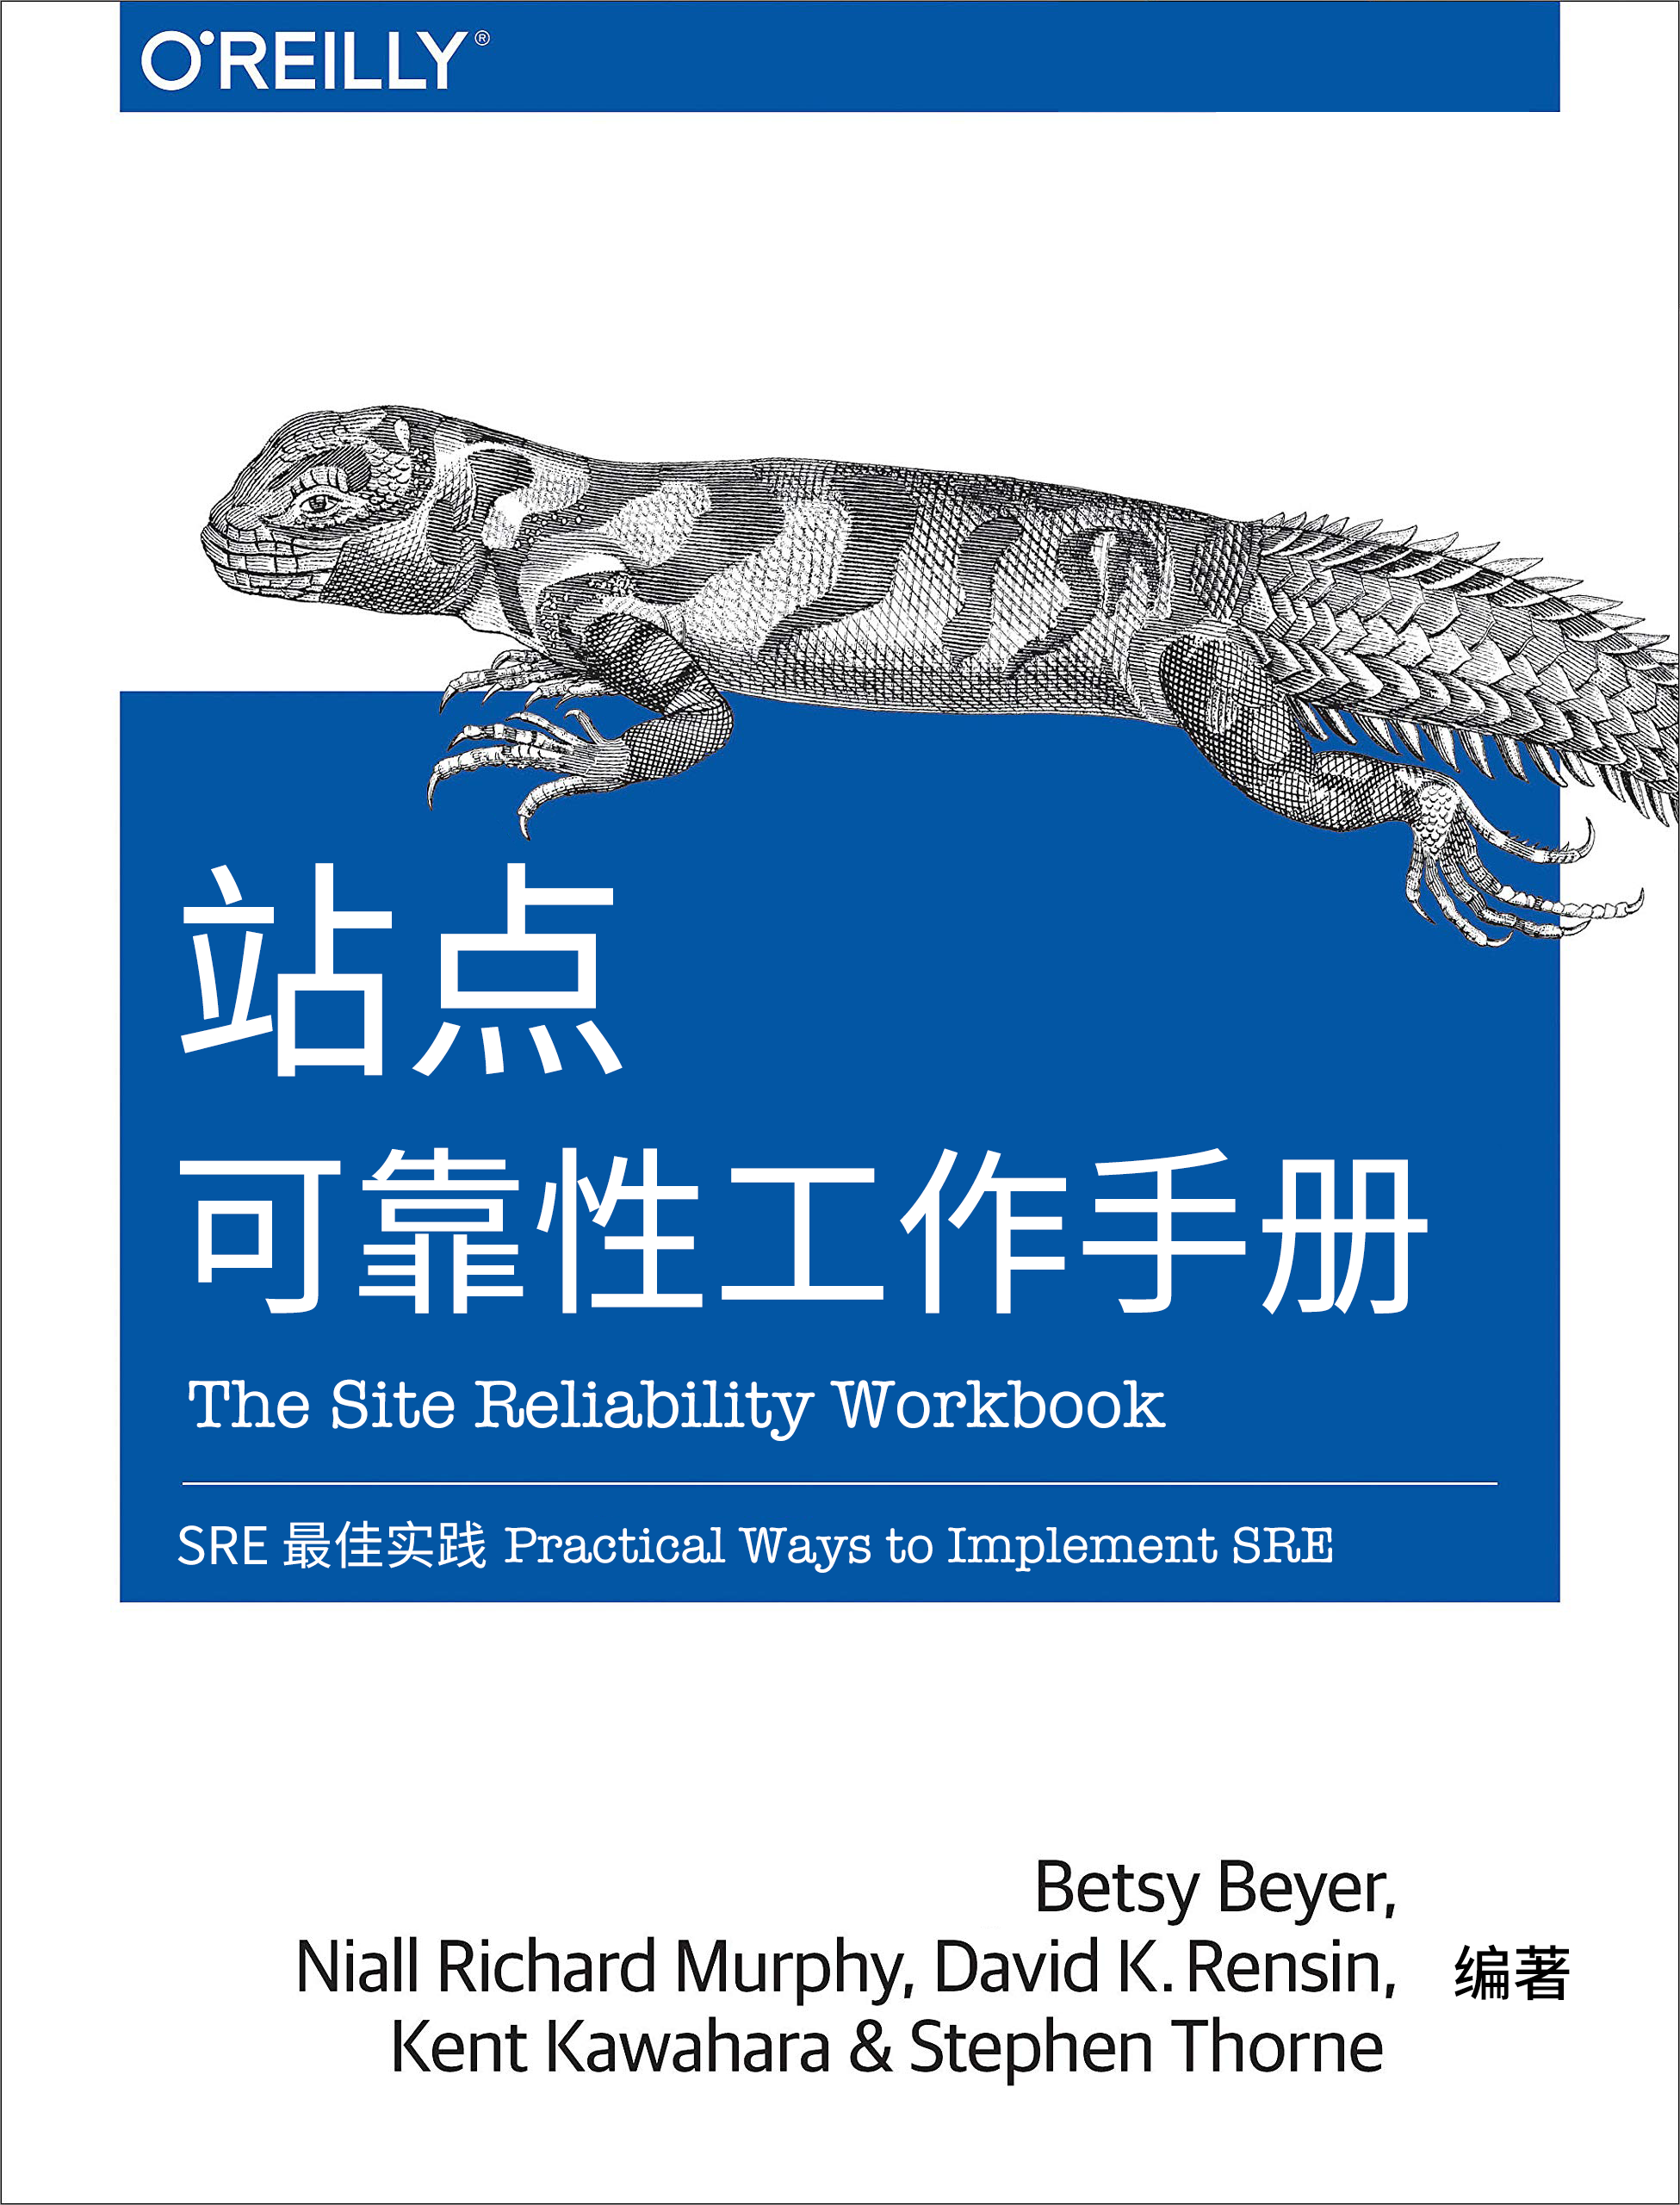 O'REILLY®
站点
可靠性工作手册
The Site Reliability Workbook
SRE 最佳实践 Practical Ways to Implement SRE
Betsy Beyer,
Niall Richard Murphy, David K. Rensin,
Kent Kawahara & Stephen Thorne
编著